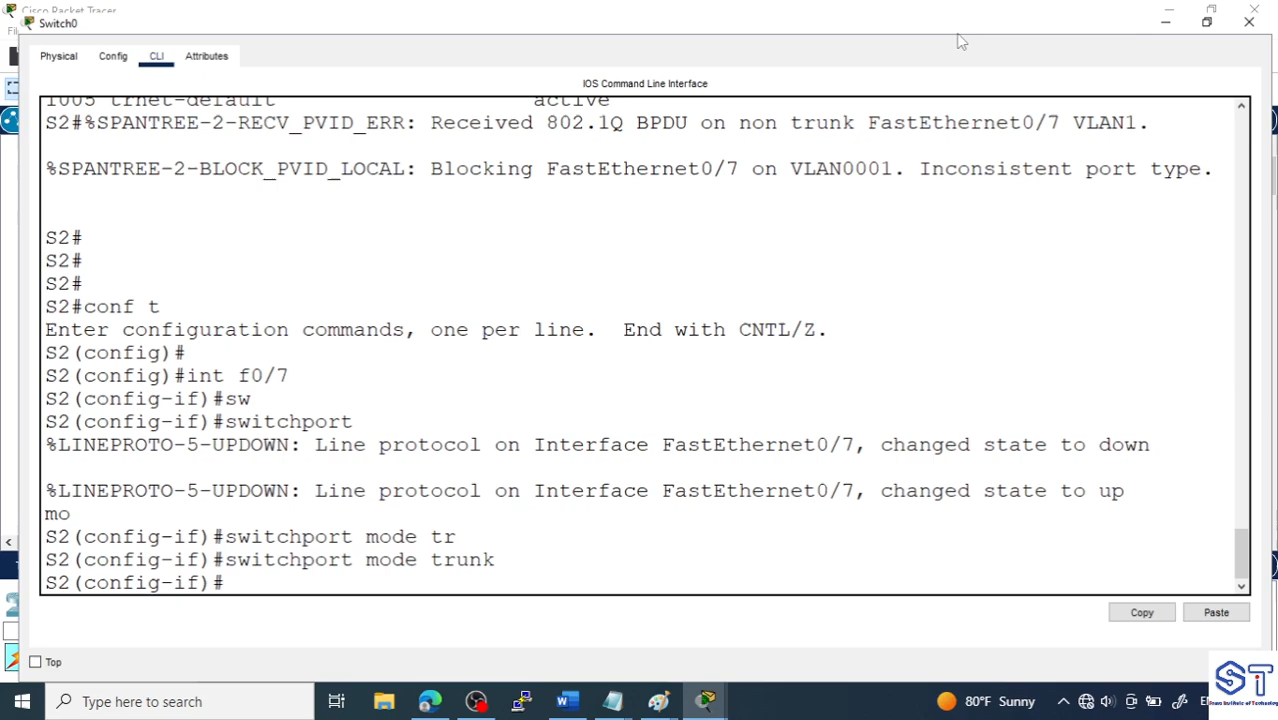 Cisco Packet Tracer
Switch0
Physical Config CLI Attributes
IOS Command Line Interface
1005 trnet-default active
S2#%SPANTREE-2-RECV_PVID_ERR: Received 802.1Q BPDU on non trunk FastEthernet0/7 VLAN1.
%SPANTREE-2-BLOCK_PVID_LOCAL: Blocking FastEthernet0/7 on VLAN0001. Inconsistent port type.
S2#
S2#
S2#
S2#conf t
Enter configuration commands, one per line. End with CNTL/Z.
S2(config)#
S2(config)#int f0/7
S2(config-if)#sw
S2(config-if)#switchport
%LINEPROTO-5-UPDOWN: Line protocol on Interface FastEthernet0/7, changed state to down
%LINEPROTO-5-UPDOWN: Line protocol on Interface FastEthernet0/7, changed state to up
mo
S2(config-if)#switchport mode tr
S2(config-if)#switchport mode trunk
S2(config-if)#
Copy Paste
Top
Type here to search
80°F Sunny
ST